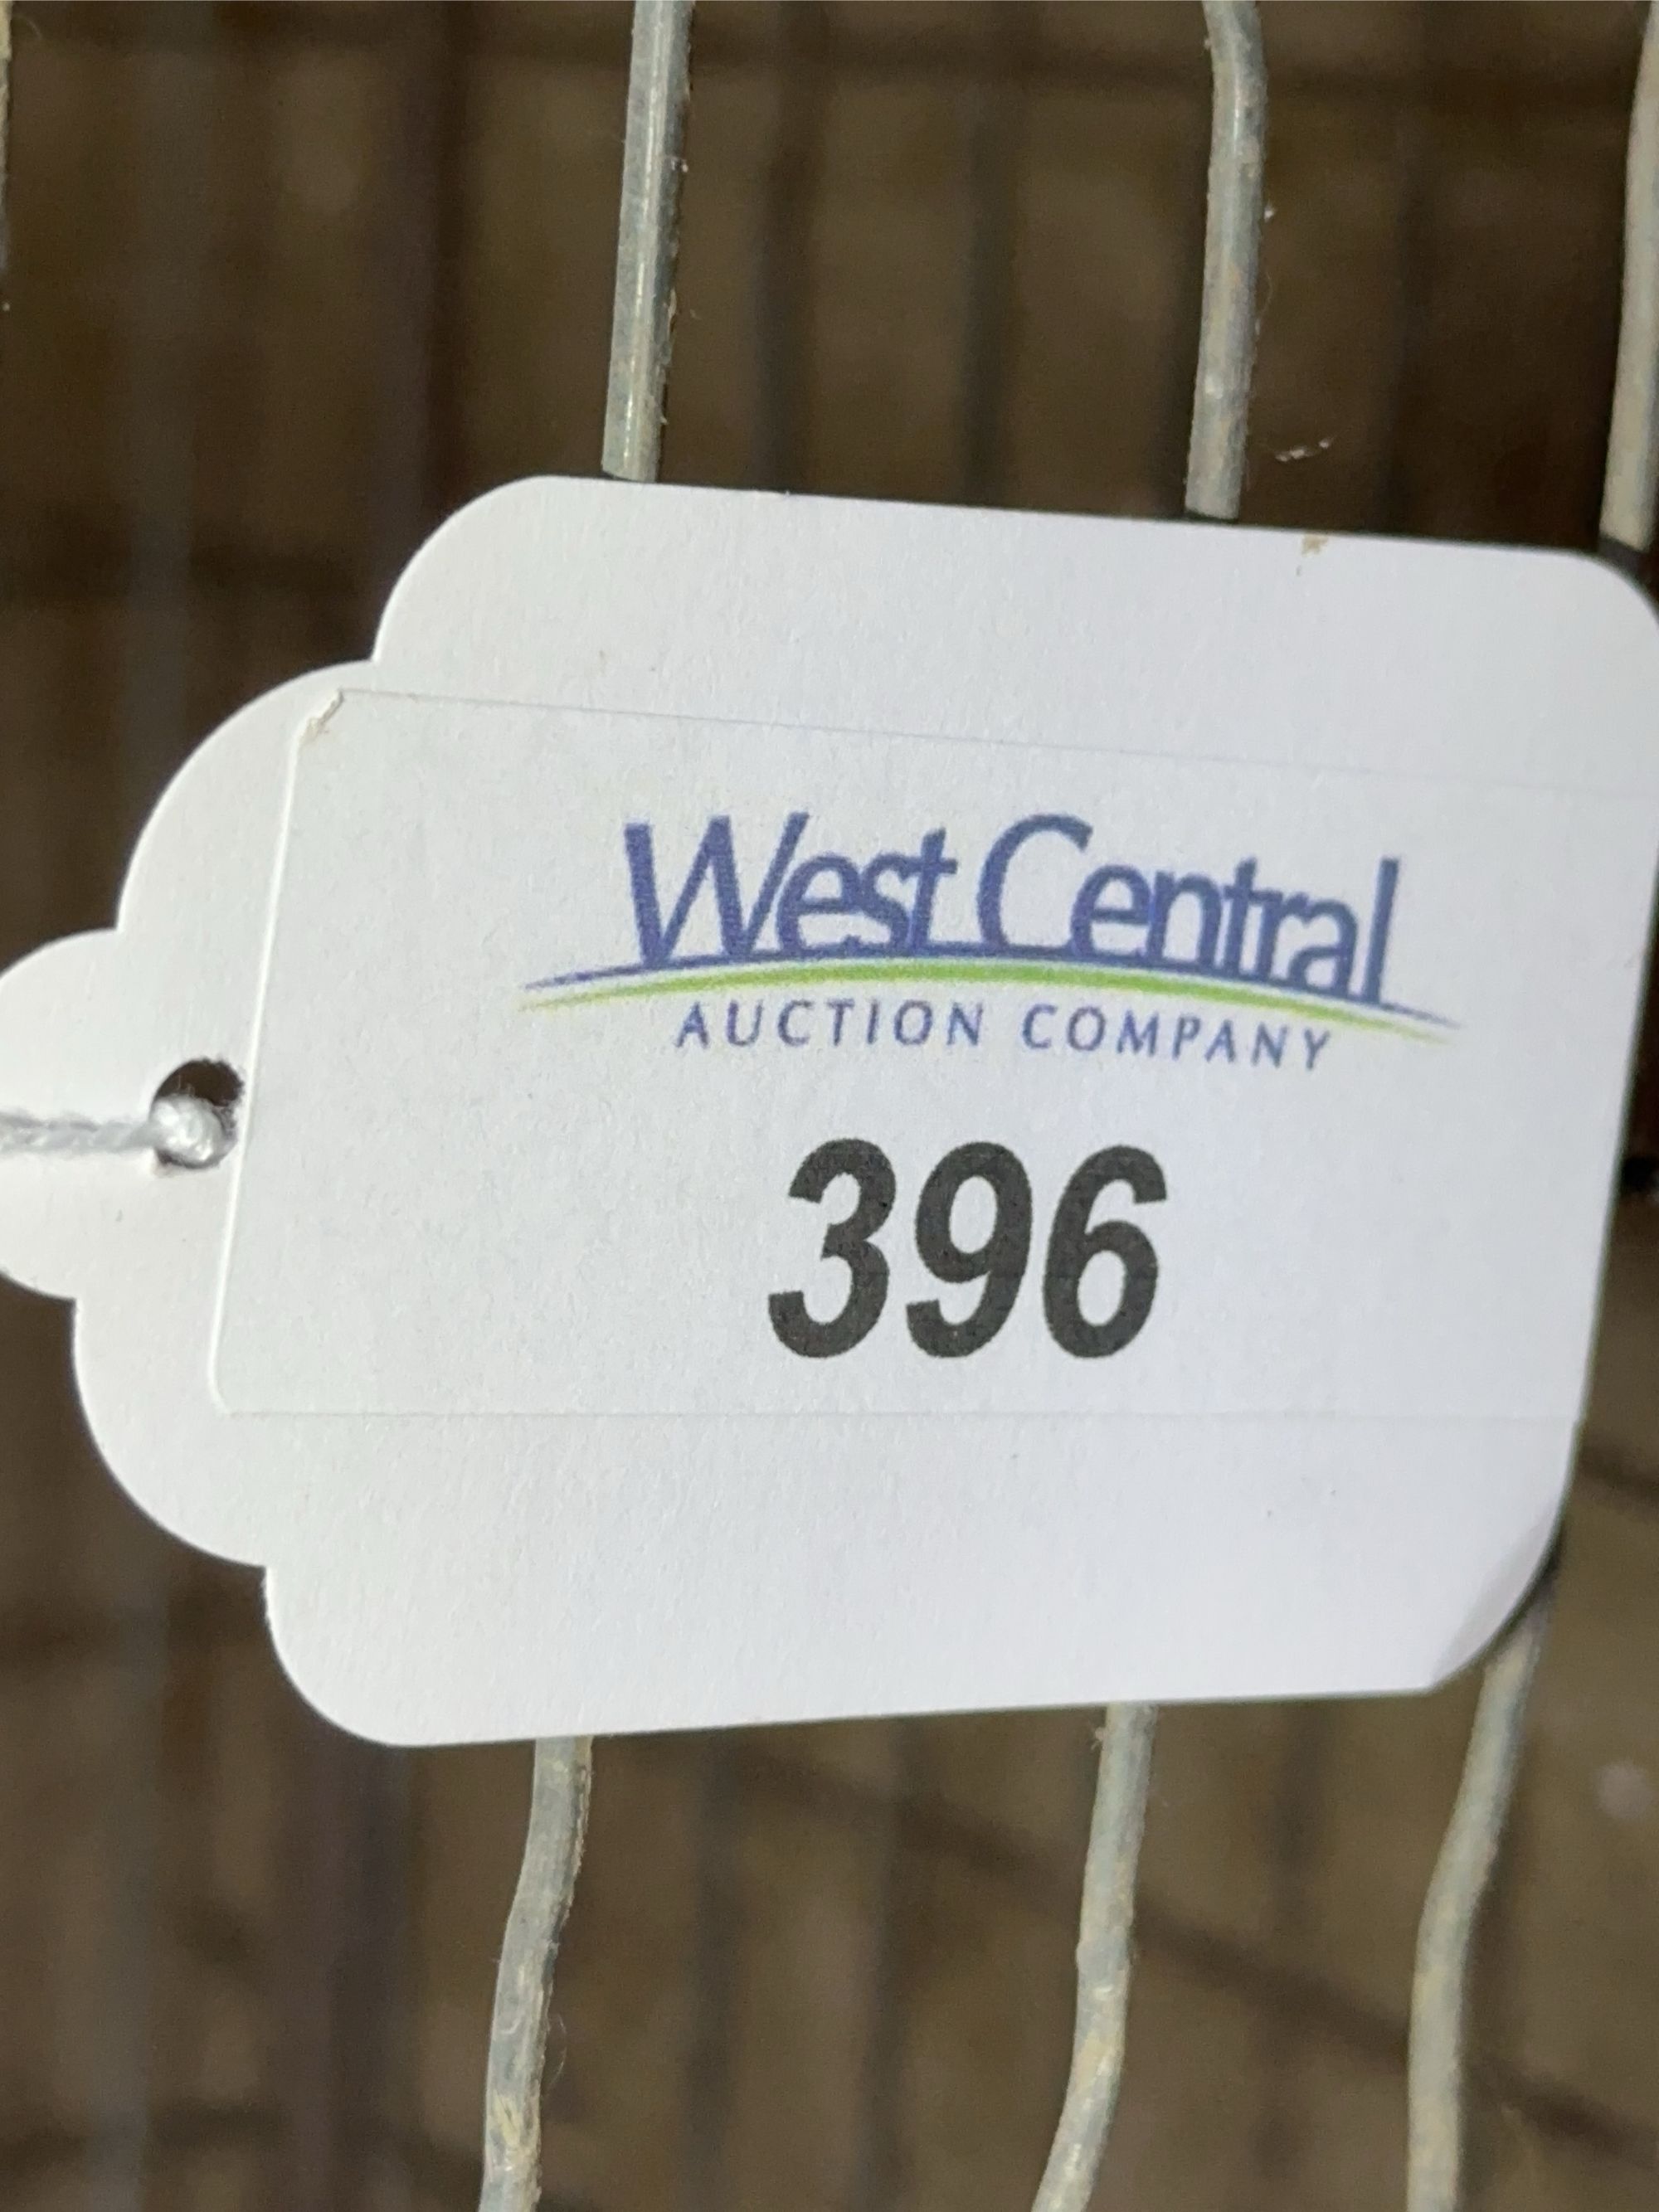 West Central
AUCTION COMPANY
396